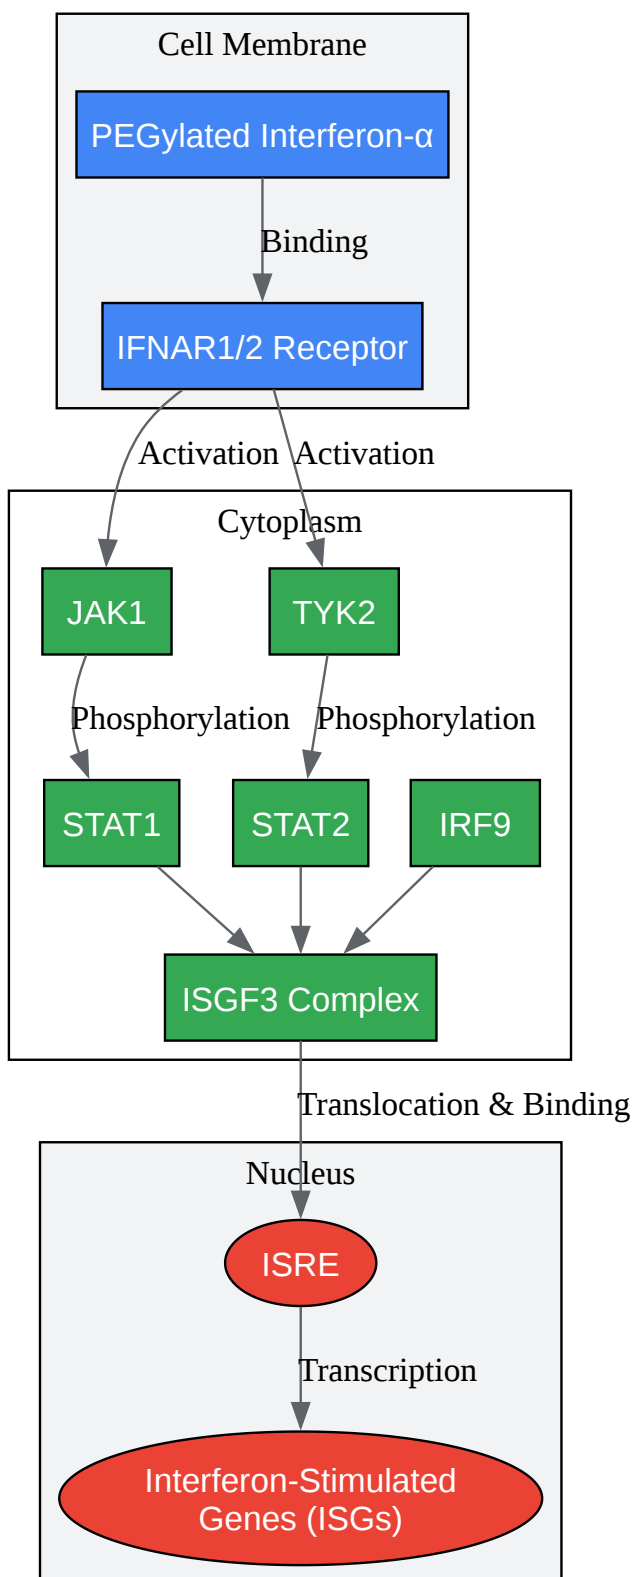 Cell Membrane
PEGylated Interferon-α
Binding
IFNAR1/2 Receptor
Activation
Activation
Cytoplasm
JAK1
TYK2
Phosphorylation
Phosphorylation
STAT1
STAT2
IRF9
ISGF3 Complex
Translocation & Binding
Nucleus
ISRE
Transcription
Interferon-Stimulated
Genes (ISGs)